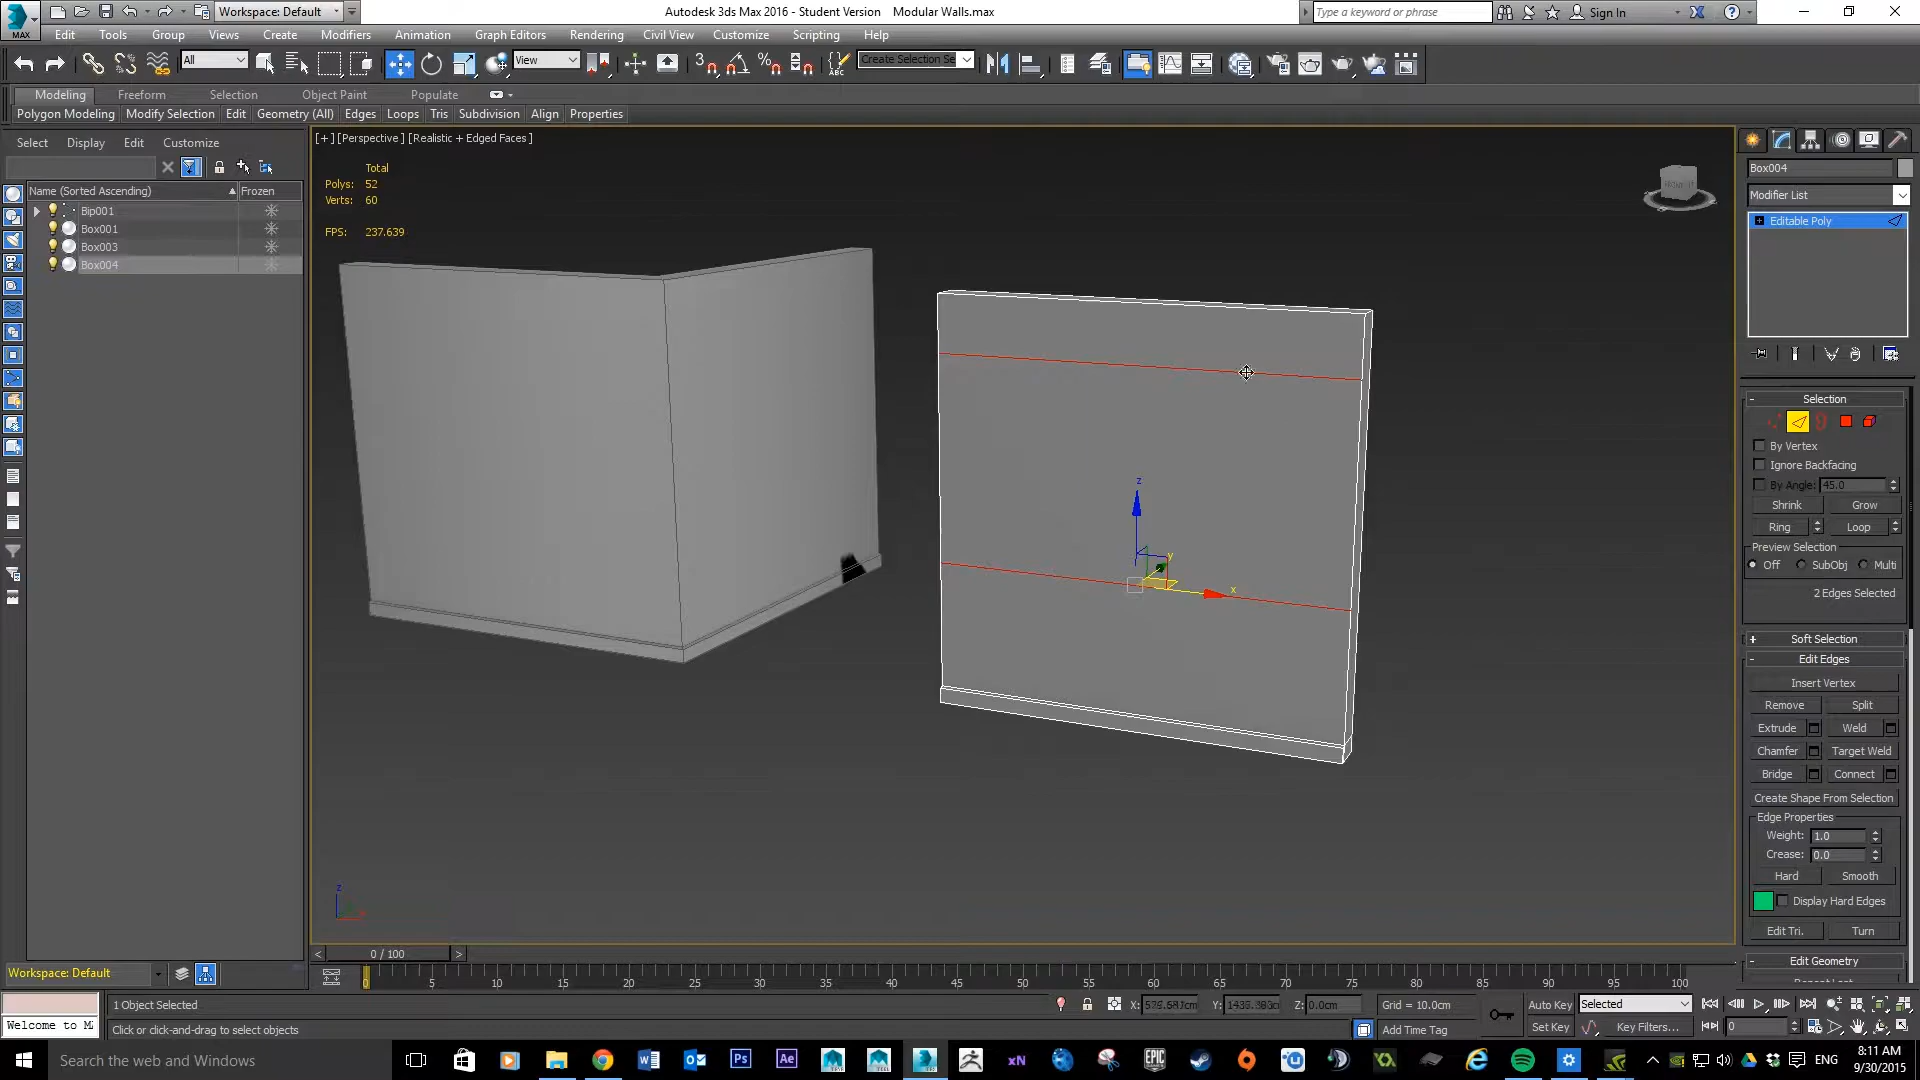 Workspace: Default
Autodesk 3ds Max 2016 - Student Version    Modular Walls.max
Type a keyword or phrase
Sign In
MAX
Edit Tools Group Views Create Modifiers Animation Graph Editors Rendering Civil View Customize Scripting Help
All
View
Create Selection Se
Modeling Freeform Selection Object Paint Populate
Polygon Modeling Modify Selection Edit Geometry (All) Edges Loops Tris Subdivision Align Properties
Select Display Edit Customize
Name (Sorted Ascending) Frozen
Bip001
Box001
Box003
Box004
[+] [Perspective] [Realistic + Edged Faces]
Total
Polys: 52
Verts: 60
FPS: 237.639
z
y
x
z
Box004
Modifier List
Editable Poly
Selection
By Vertex
Ignore Backfacing
By Angle: 45.0
Shrink Grow
Ring Loop
Preview Selection
Off SubObj Multi
2 Edges Selected
Soft Selection
Edit Edges
Insert Vertex
Remove Split
Extrude Weld
Chamfer Target Weld
Bridge Connect
Create Shape From Selection
Edge Properties
Weight: 1.0
Crease: 0.0
Hard Smooth
Display Hard Edges
Edit Tri. Turn
Edit Geometry
0 / 100
Workspace: Default
0 5 10 15 20 25 30 35 40 45 50 55 60 65 70 75 80 85 90 95 100
1 Object Selected
X: Y: Z: 0.0cm
Grid = 10.0cm
Auto Key Selected
Welcome to M
Click or click-and-drag to select objects
Add Time Tag
Set Key Key Filters...
0
Search the web and Windows
ENG
8:11 AM
9/30/2015